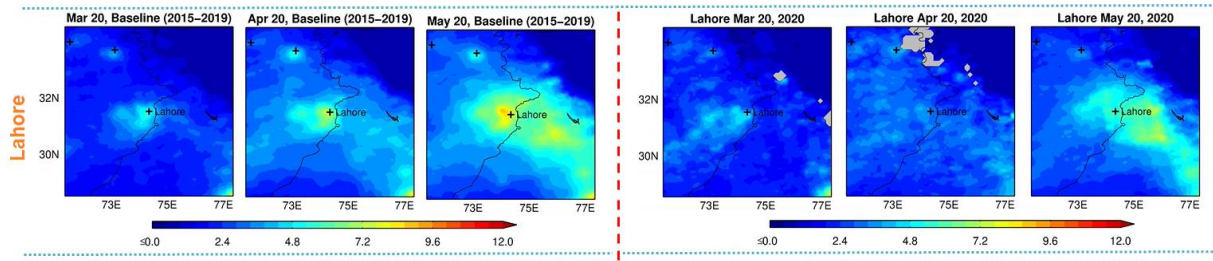 Mar 20, Baseline (2015-2019) Apr 20, Baseline (2015-2019) May 20, Baseline (2015-2019) Lahore Mar 20, 2020 Lahore Apr 20, 2020 Lahore May 20, 2020
Lahore
32N
30N
Lahore Lahore Lahore
73E 75E 77E 73E 75E 77E 73E 75E 77E
≤0.0 2.4 4.8 7.2 9.6 12.0
32N
30N
Lahore Lahore Lahore
73E 75E 77E 73E 75E 77E 73E 75E 77E
≤0.0 2.4 4.8 7.2 9.6 12.0